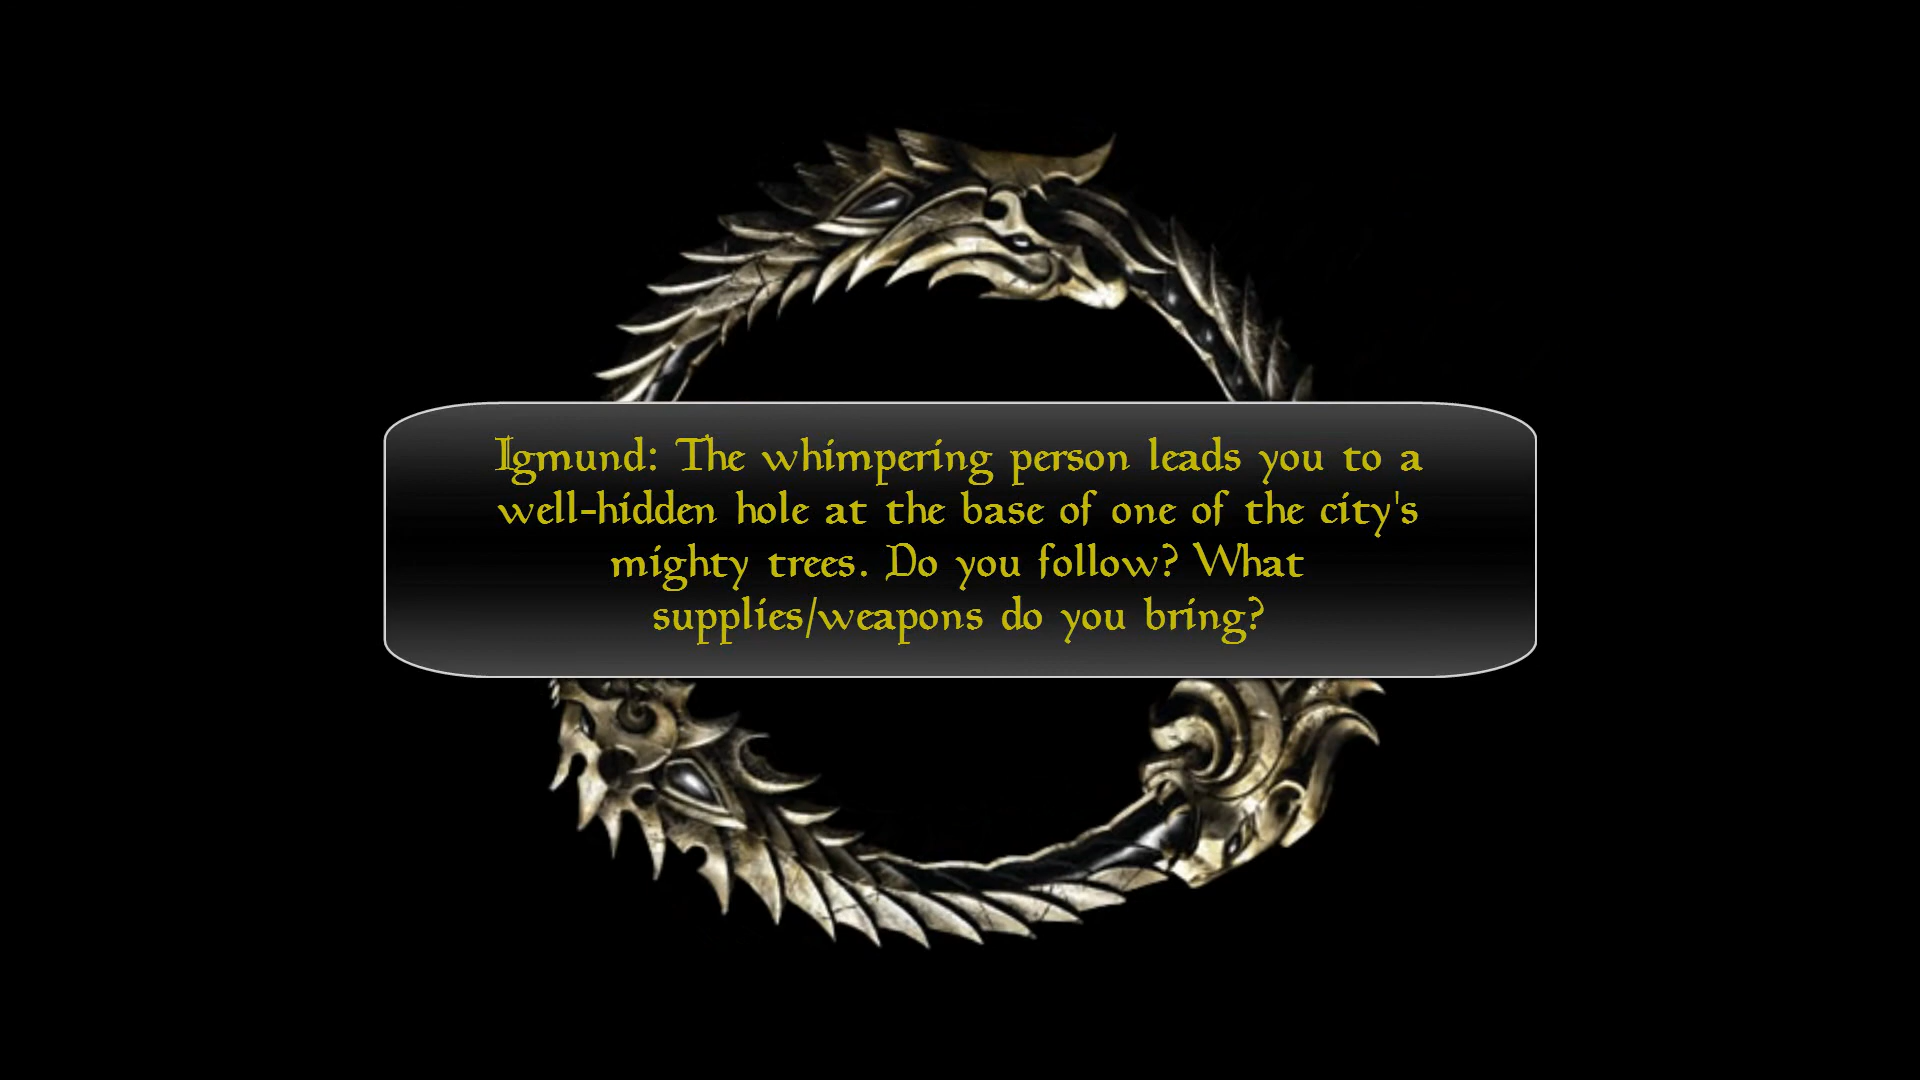 Igmund: The whimpering person leads you to a
well-hidden hole at the base of one of the city's
mighty trees. Do you follow? What
supplies/weapons do you bring?